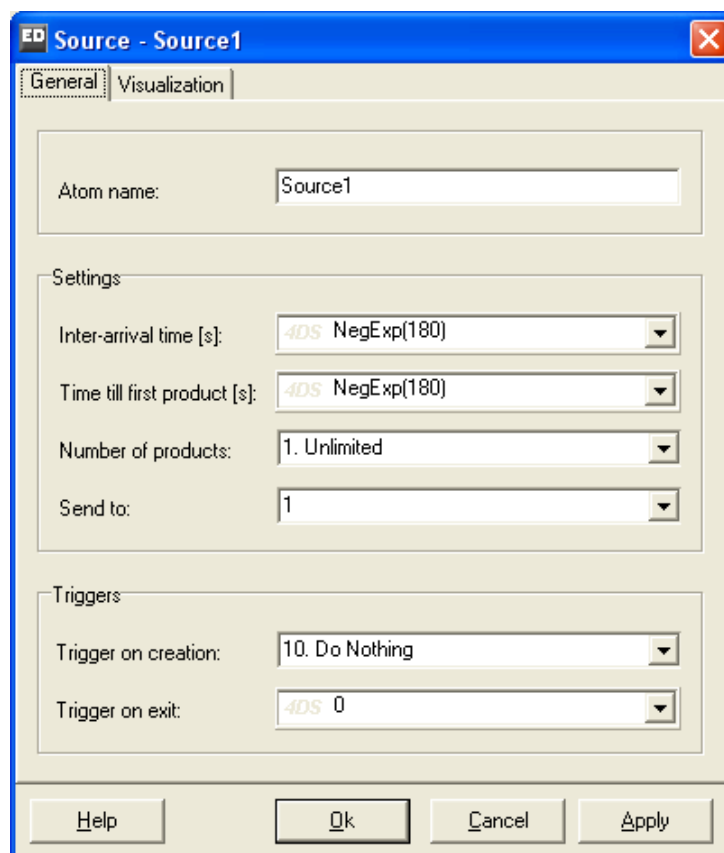 ED Source - Source1
General Visualization
Atom name: Source1
Settings
Inter-arrival time [s]: 4DS NegExp(180)
Time till first product [s]: 4DS NegExp(180)
Number of products: 1. Unlimited
Send to: 1
Triggers
Trigger on creation: 10. Do Nothing
Trigger on exit: 4DS 0
Help Ok Cancel Apply